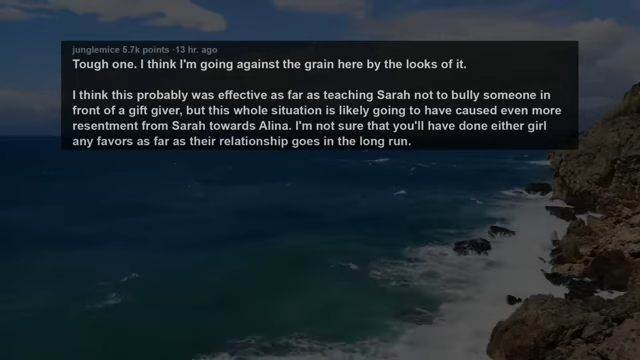 junglemice 5.7k points ·13 hr. ago
Tough one. I think I'm going against the grain here by the looks of it.
I think this probably was effective as far as teaching Sarah not to bully someone in
front of a gift giver, but this whole situation is likely going to have caused even more
resentment from Sarah towards Alina. I'm not sure that you'll have done either girl
any favors as far as their relationship goes in the long run.